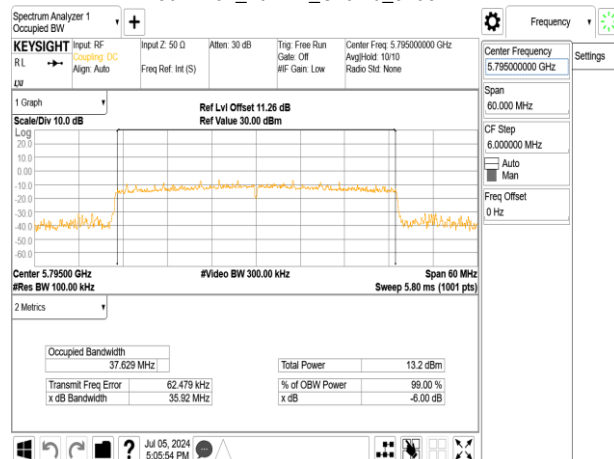 Spectrum Analyzer 1
Occupied BW
KEYSIGHT
RL
Input: RF
Coupling: DC
Align: Auto
Input Z: 50 Ω
Freq Ref: Int (S)
Atten: 30 dB
Trig: Free Run
Gate: Off
#IF Gain: Low
Center Freq: 5.795000000 GHz
Avg|Hold: 10/10
Radio Std: None
LXI
1 Graph
Scale/Div 10.0 dB
Ref Lvl Offset 11.26 dB
Ref Value 30.00 dBm
Log
20.0
10.0
0.00
-10.0
-20.0
-30.0
-40.0
-50.0
-60.0
Center 5.79500 GHz
#Res BW 100.00 kHz
#Video BW 300.00 kHz
Span 60 MHz
Sweep 5.80 ms (1001 pts)
2 Metrics
Occupied Bandwidth
37.629 MHz
Transmit Freq Error 62.479 kHz
x dB Bandwidth 35.92 MHz
Total Power 13.2 dBm
% of OBW Power 99.00 %
x dB -6.00 dB
Jul 05, 2024
5:05:54 PM
Frequency
Settings
Center Frequency
5.795000000 GHz
Span
60.000 MHz
CF Step
6.000000 MHz
Auto
Man
Freq Offset
0 Hz